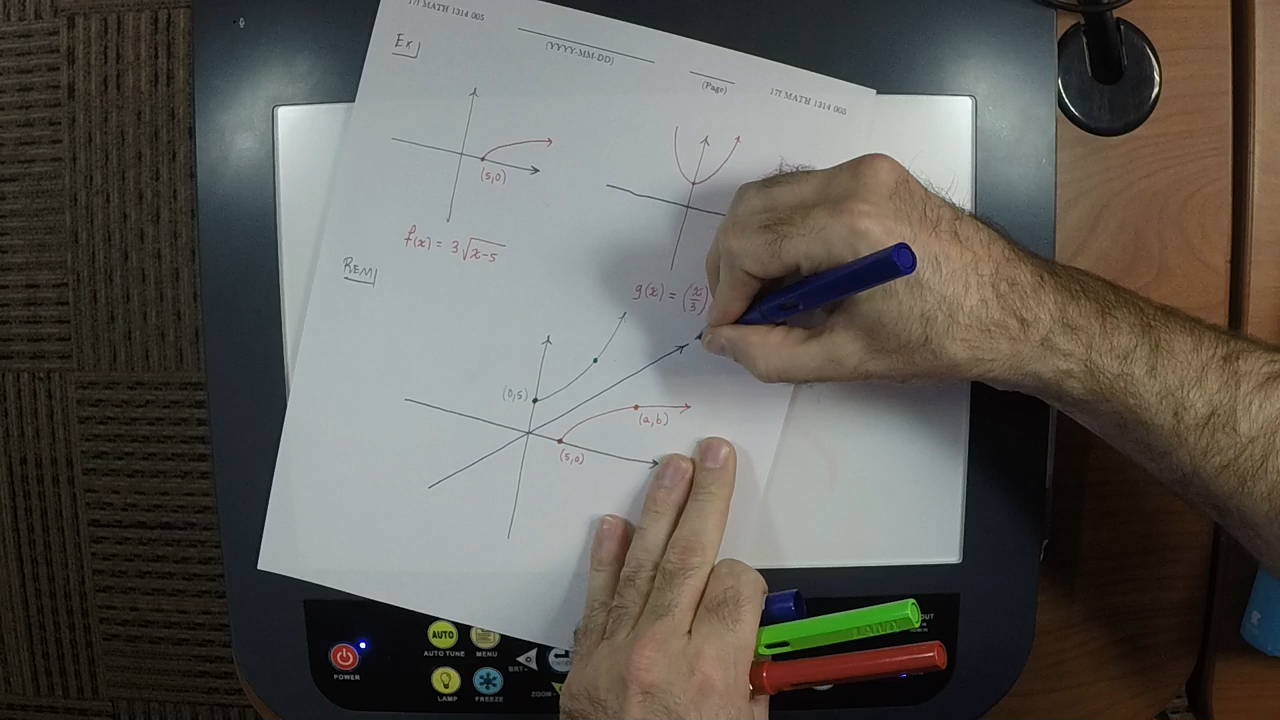 17f MATH 1314 005
(YYYY-MM-DD)
(Page)
17f MATH 1314 005
Ex
(5,0)
f(x) = 3√x-5
g(x) = (x/3)
REM
(0,5)
(a,b)
(5,0)
POWER
AUTO
AUTO TUNE
MENU
LAMP
FREEZE
BRT-
ZOOM-